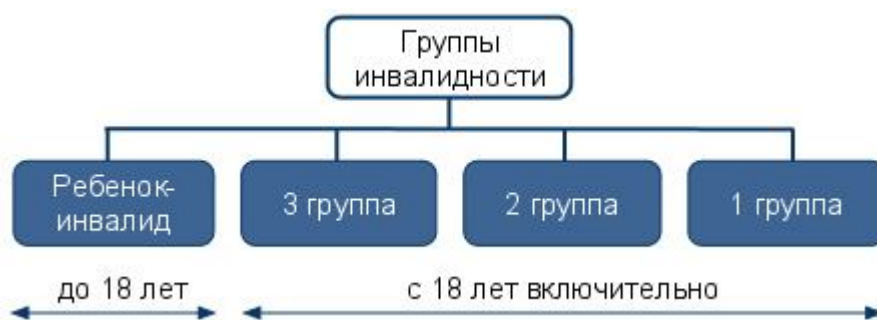 Группы
инвалидности
Ребенок-
инвалид
3 группа
2 группа
1 группа
до 18 лет
с 18 лет включительно